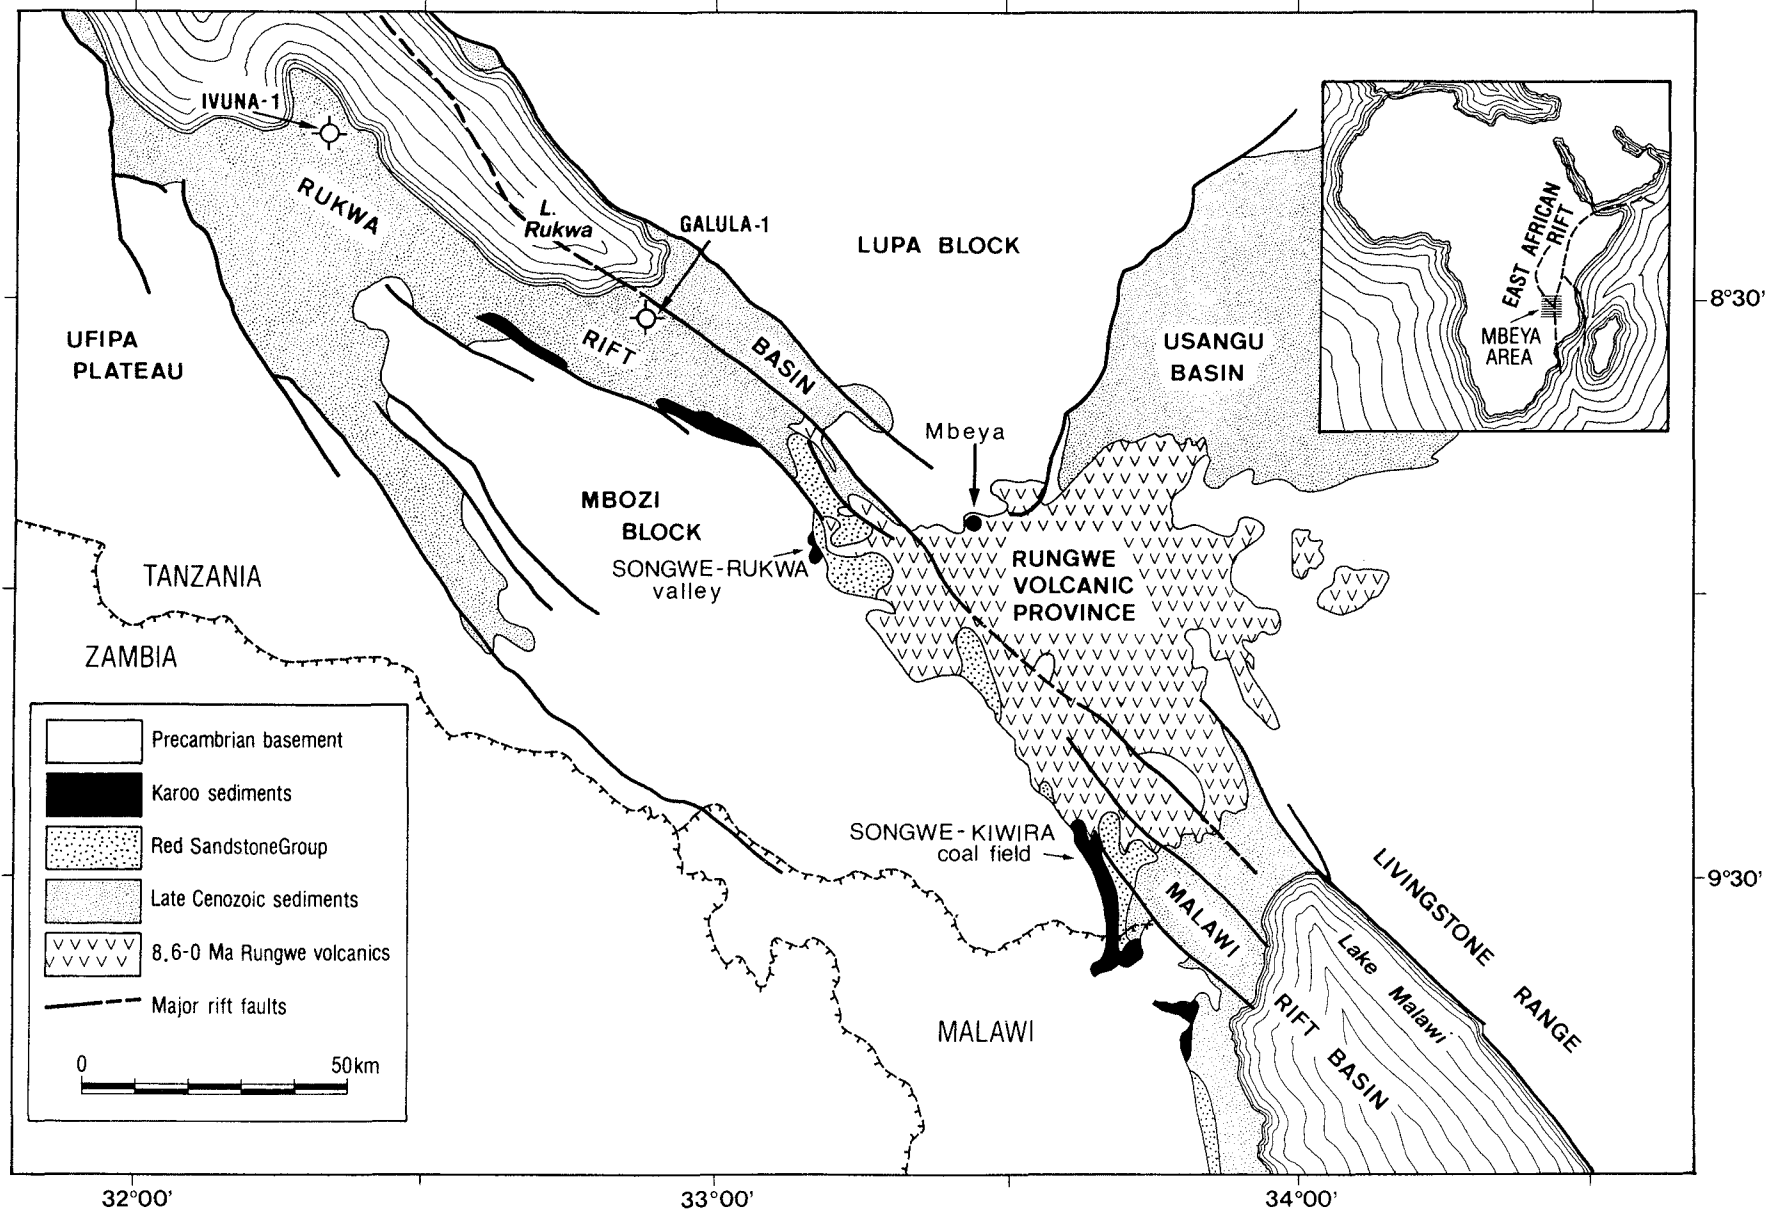 IVUNA-1
RUKWA
L.
Rukwa
GALULA-1
LUPA BLOCK
EAST AFRICAN
RIFT
MBEYA
AREA
8°30'
UFIPA
PLATEAU
RIFT
BASIN
USANGU
BASIN
Mbeya
MBOZI
BLOCK
SONGWE-RUKWA
valley
RUNGWE
VOLCANIC
PROVINCE
TANZANIA
ZAMBIA
Precambrian basement
Karoo sediments
Red SandstoneGroup
Late Cenozoic sediments
8.6-0 Ma Rungwe volcanics
Major rift faults
0 50km
SONGWE-KIWIRA
coal field
MALAWI
RIFT
BASIN
Lake
Malawi
LIVINGSTONE
RANGE
9°30'
MALAWI
32°00' 33°00' 34°00'